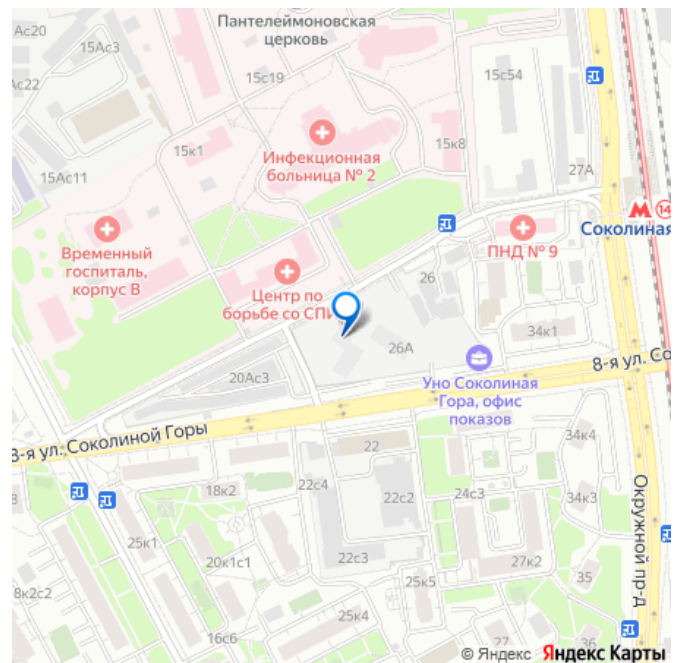 Ас20
15Ас3
Ас22
Пантелеймоновская
церковь
15с19
15с54
15к1
Инфекционная
больница № 2
15к8
27А
15Ас11
М 14
Соколиная
Временный
госпиталь,
корпус В
ПНД № 9
Центр по
борьбе со СПИ
26
34к1
26А
8-я ул. Со
20Ас3
Уно Соколиная
Гора, офис
показов
8-я ул. Соколиной Горы
22
34к4
18к2
22с4
22с2
24с3
34к3
Окружной пр-д
25к1
20к1с1
22с3
27к2
35
8к2с2
25к5
25к4
16с6
27
36
© Яндекс Яндекс Карты